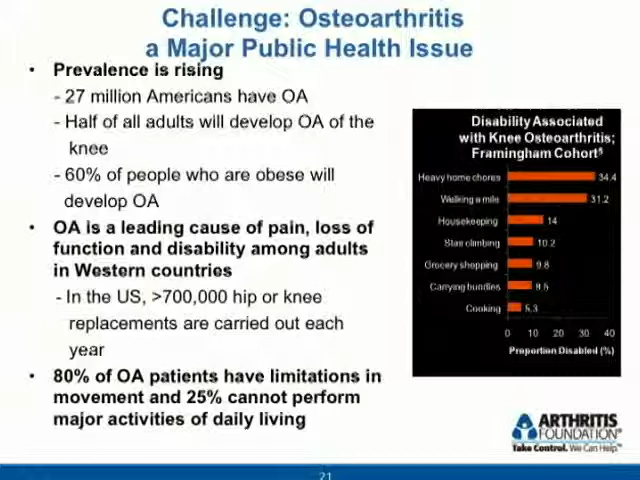 Challenge: Osteoarthritis
a Major Public Health Issue
• Prevalence is rising
- 27 million Americans have OA
- Half of all adults will develop OA of the
knee
- 60% of people who are obese will
develop OA
• OA is a leading cause of pain, loss of
function and disability among adults
in Western countries
- In the US, >700,000 hip or knee
replacements are carried out each
year
• 80% of OA patients have limitations in
movement and 25% cannot perform
major activities of daily living
Disability Associated
with Knee Osteoarthritis;
Framingham Cohort⁵
Heavy home chores 34.4
Walking a mile 31.2
Housekeeping 14
Stair climbing 10.2
Grocery shopping 9.8
Carrying bundles 9.5
Cooking 5.3
0 10 20 30 40
Proportion Disabled (%)
ARTHRITIS
FOUNDATION®
Take Control. We Can Help.™
21